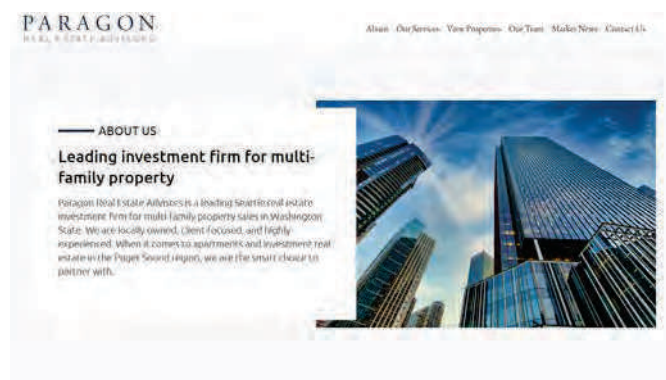 PARAGON
REAL ESTATE ADVISORS
About Our Services View Properties Our Team Market News Contact Us
ABOUT US
Leading investment firm for multi-
family property
Paragon Real Estate Advisors is a leading Seattle real estate
investment firm for multi-family property sales in Washington
State. We are locally owned, client-focused, and highly
experienced. When it comes to apartments and investment real
estate in the Puget Sound region, we are the smart choice to
partner with.